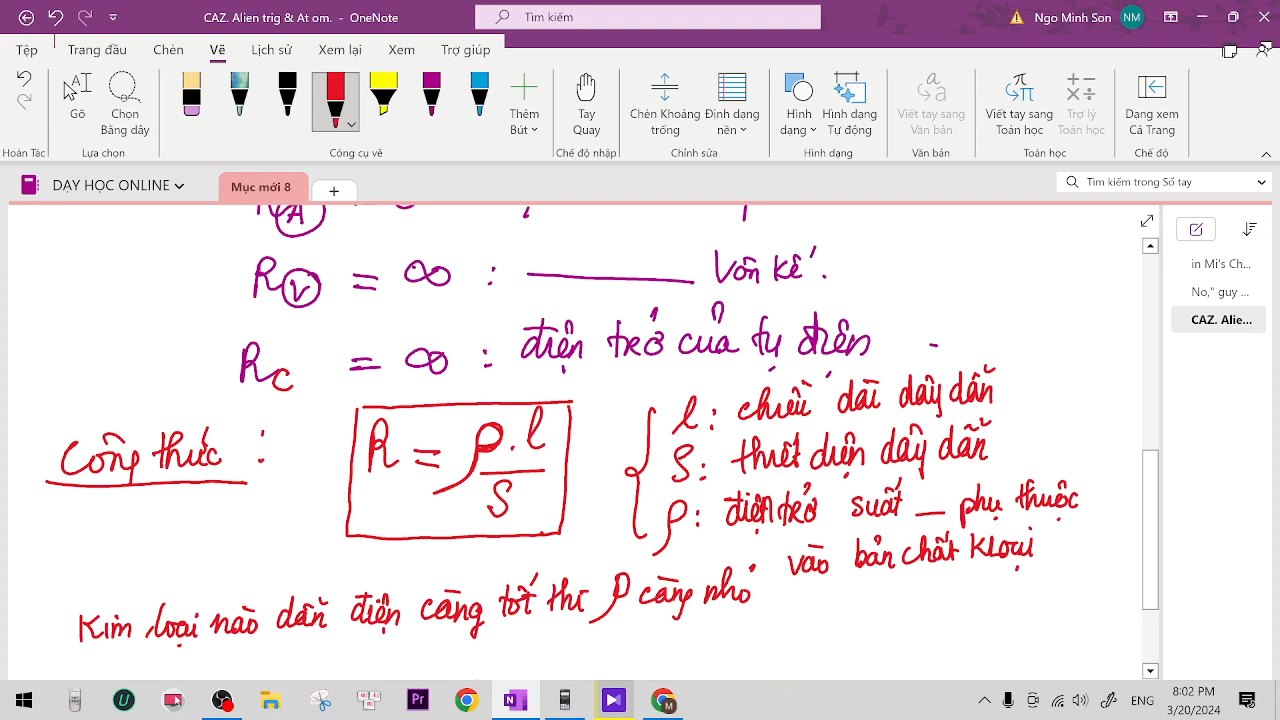 CAZ. Alien & At om. - OneNote
Tìm kiếm
Ngo Minh Son
NM
Tệp
Trang đầu
Chèn
Vẽ
Lịch sử
Xem lại
Xem
Trợ giúp
Gõ
Chọn Bằng dây
Thêm Bút
Tay Quay
Chèn Khoảng trống
Định dạng nền
Hình dạng
Hình dạng Tự động
Viết tay sang Văn bản
Viết tay sang Toán học
Trợ lý Toán học
Dạng xem Cả Trang
Hoàn Tác
Lựa chọn
Công cụ vẽ
Chế độ nhập
Chỉnh sửa
Hình dạng
Văn bản
Toán học
Chế độ
DẠY HỌC ONLINE
Mục mới 8
+
Tìm kiếm trong Sổ tay
in Mi's Ch...
No," guy ...
CAZ. Alie...
R A
R V = ∞ : ——— Vôn kế.
R C = ∞ : điện trở của tụ điện
Công thức : R = ρ.l / S
l : chiều dài dây dẫn
S : thiết diện dây dẫn
ρ : điện trở suất — phụ thuộc
vào bản chất K.loại
Kim loại nào dẫn điện càng tốt thì ρ càng nhỏ
Pr
M
ENG
8:02 PM
3/20/2024